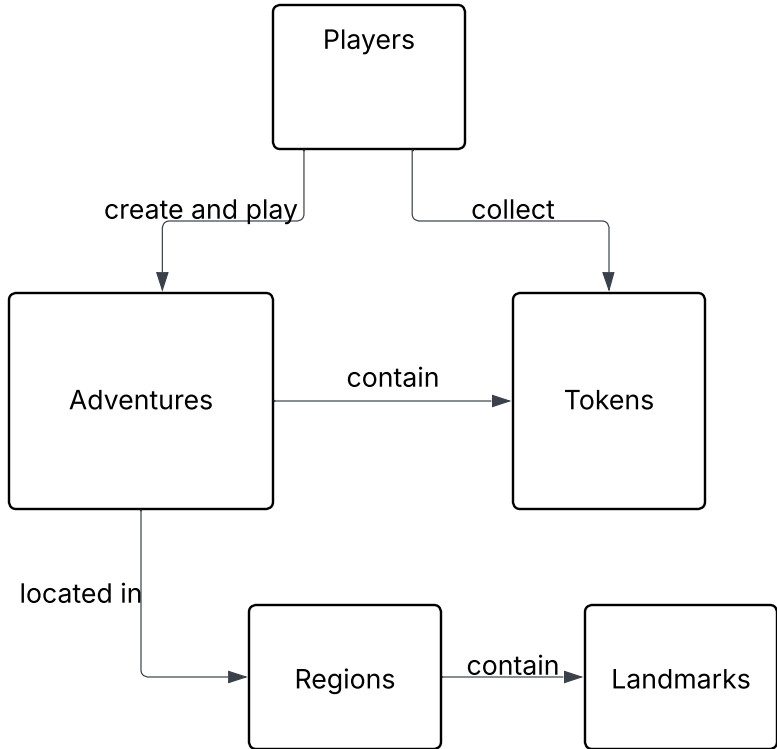 Players
create and play
collect
contain
Adventures
Tokens
located in
contain
Regions
Landmarks